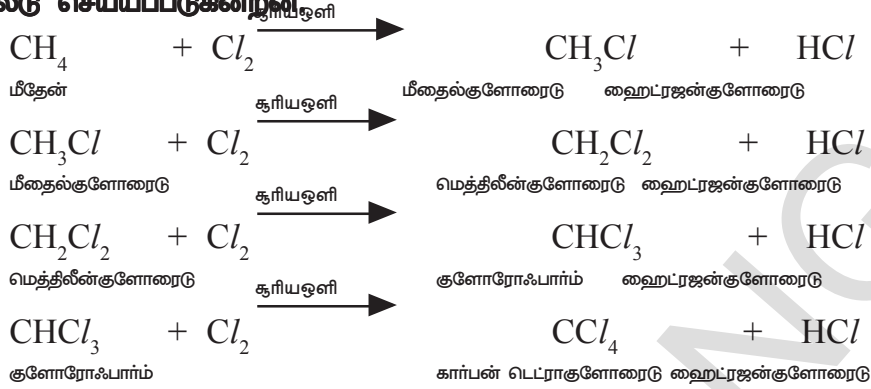 CH₄ + Cl₂ சூரியஒளி CH₃Cl + HCl
மீதேன் மீதைல்குளோரைடு ஹைட்ரஜன்குளோரைடு
CH₃Cl + Cl₂ சூரியஒளி CH₂Cl₂ + HCl
மீதைல்குளோரைடு மெத்திலீன்குளோரைடு ஹைட்ரஜன்குளோரைடு
CH₂Cl₂ + Cl₂ சூரியஒளி CHCl₃ + HCl
மெத்திலீன்குளோரைடு குளோரோஃபார்ம் ஹைட்ரஜன்குளோரைடு
CHCl₃ + Cl₂ சூரியஒளி CCl₄ + HCl
குளோரோஃபார்ம் கார்பன் டெட்ராகுளோரைடு ஹைட்ரஜன்குளோரைடு